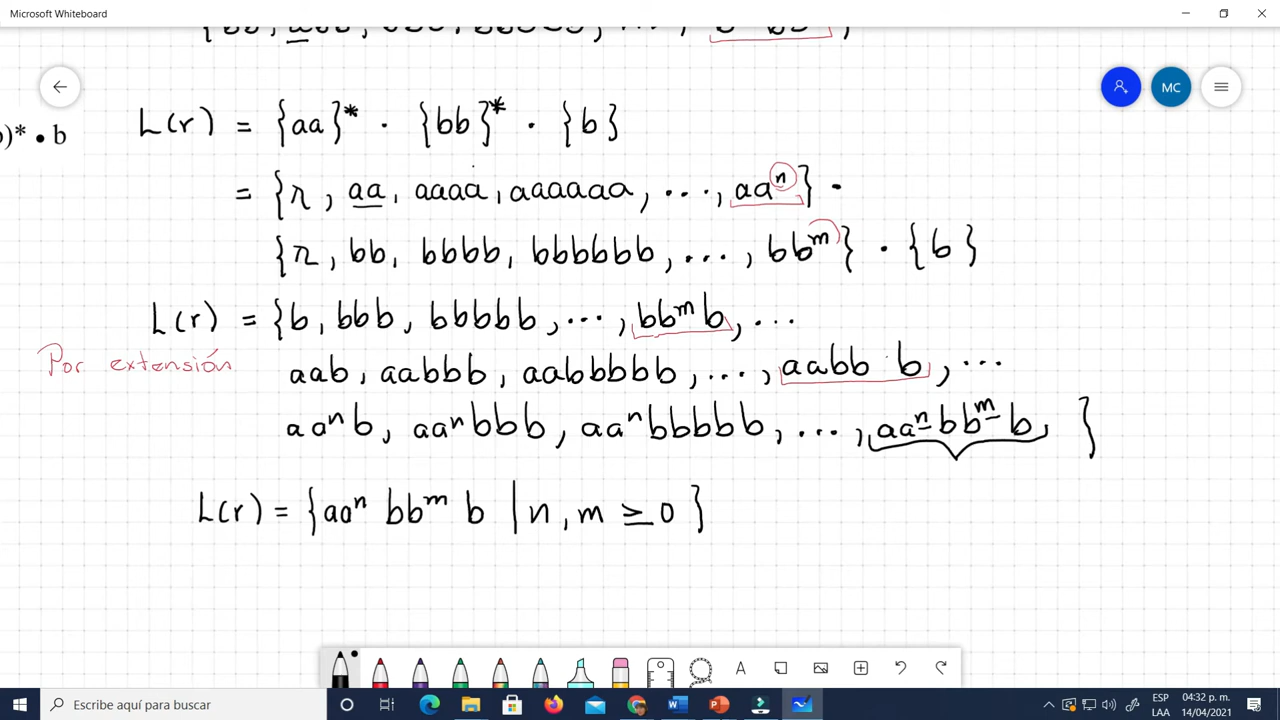 Microsoft Whiteboard
MC
)* • b
L(r) = {aa}* · {bb}* · {b}
= {λ, aa, aaaa, aaaaaa, ..., aaⁿ} ·
{λ, bb, bbbb, bbbbbb, ..., bbᵐ} · {b}
L(r) = {b, bbb, bbbbb, ..., bbᵐb, ...
Por extensión
aab, aabbb, aabbbbb, ..., aabb b, ...
aaⁿb, aaⁿbbb, aaⁿbbbbb, ..., aaⁿbbᵐb, }
L(r) = {aaⁿ bbᵐ b | n, m ≥ 0 }
A
Escribe aquí para buscar
ESP 04:32 p. m.
LAA 14/04/2021